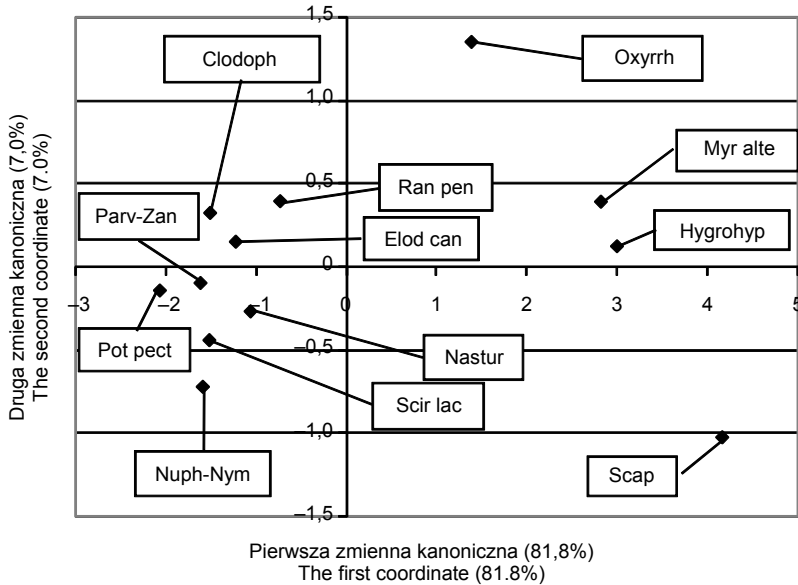 1,5
Clodoph
Oxyrrh
1,0
Myr alte
0,5
Ran pen
Parv-Zan
Elod can
Hygrohyp
0
–3 –2 –1 0 1 2 3 4 5
Pot pect
–0,5
Nastur
Scir lac
–1,0
Nuph-Nym
Scap
–1,5
Druga zmienna kanoniczna (7,0%)
The second coordinate (7.0%)
Pierwsza zmienna kanoniczna (81,8%)
The first coordinate (81.8%)